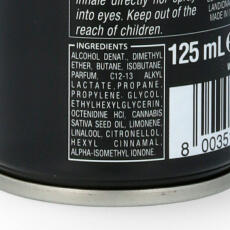 inhale directly nor spray
into eyes. Keep out of the
reach of children.
INGREDIENTS
ALCOHOL DENAT., DIMETHYL
ETHER, BUTANE, ISOBUTANE,
PARFUM, C12-13 ALKYL
LACTATE, PROPANE,
PROPYLENE GLYCOL,
ETHYLHEXYLGLYCERIN,
OCTENIDINE HCI, CANNABIS
SATIVA SEED OIL, LIMONENE,
LINALOOL, CITRONELLOL,
HEXYL CINNAMAL,
ALPHA-ISOMETHYL IONONE.
MADE IN
125 mL
8 0035